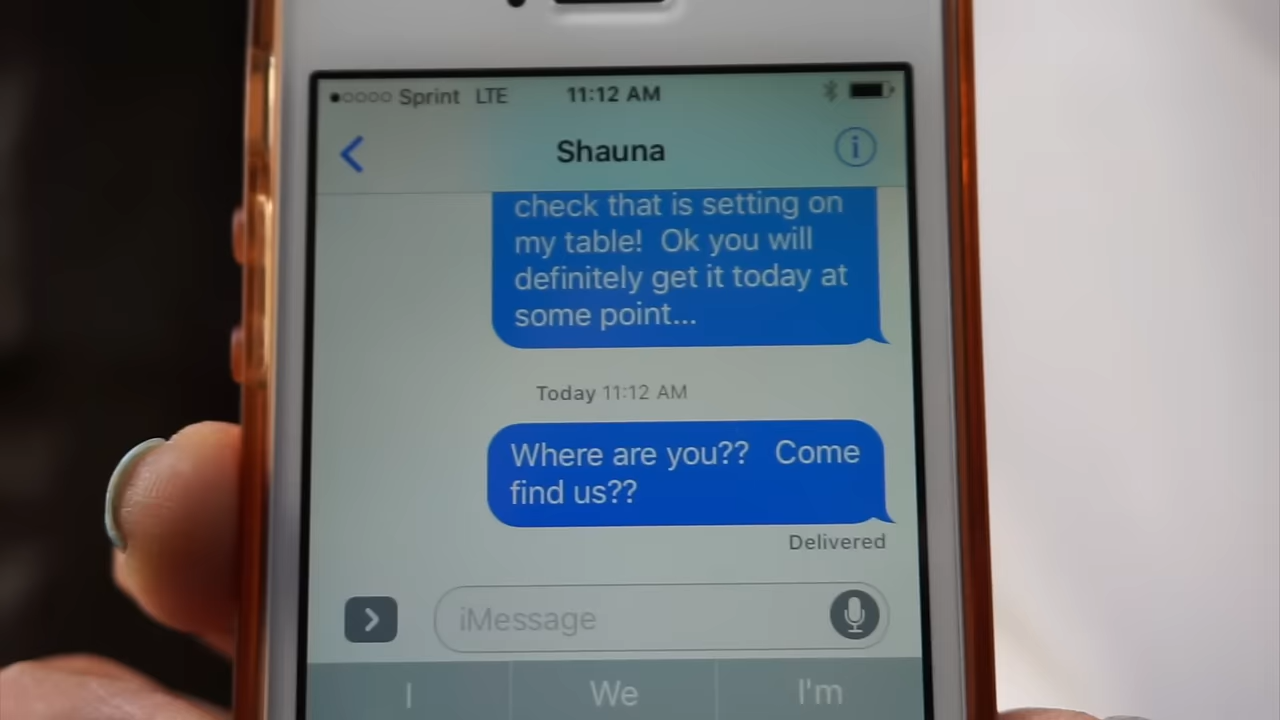 Sprint LTE 11:12 AM
Shauna
check that is setting on
my table! Ok you will
definitely get it today at
some point...
Today 11:12 AM
Where are you?? Come
find us??
Delivered
iMessage
I We I'm